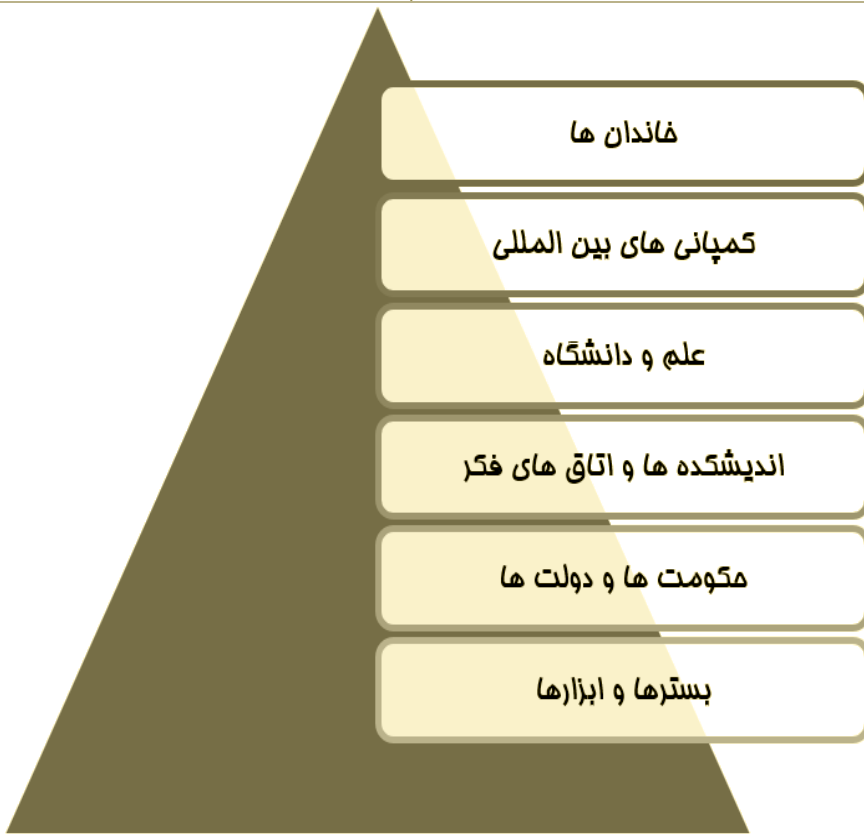 خاندان ها
کمپانی های بین المللی
علم و دانشگاه
اندیشکده ها و اتاق های فکر
حکومت ها و دولت ها
بسترها و ابزارها